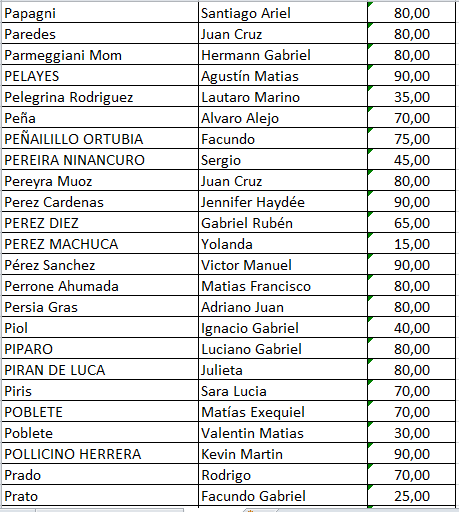 Papagni Santiago Ariel 80,00
Paredes Juan Cruz 80,00
Parmeggiani Mom Hermann Gabriel 80,00
PELAYES Agustín Matias 90,00
Pelegrina Rodriguez Lautaro Marino 35,00
Peña Alvaro Alejo 70,00
PEÑAILILLO ORTUBIA Facundo 75,00
PEREIRA NINANCURO Sergio 45,00
Pereyra Muoz Juan Cruz 80,00
Perez Cardenas Jennifer Haydée 90,00
PEREZ DIEZ Gabriel Rubén 65,00
PEREZ MACHUCA Yolanda 15,00
Pérez Sanchez Victor Manuel 90,00
Perrone Ahumada Matias Francisco 80,00
Persia Gras Adriano Juan 80,00
Piol Ignacio Gabriel 40,00
PIPARO Luciano Gabriel 80,00
PIRAN DE LUCA Julieta 80,00
Piris Sara Lucia 70,00
POBLETE Matías Exequiel 70,00
Poblete Valentin Matias 30,00
POLLICINO HERRERA Kevin Martin 90,00
Prado Rodrigo 70,00
Prato Facundo Gabriel 25,00